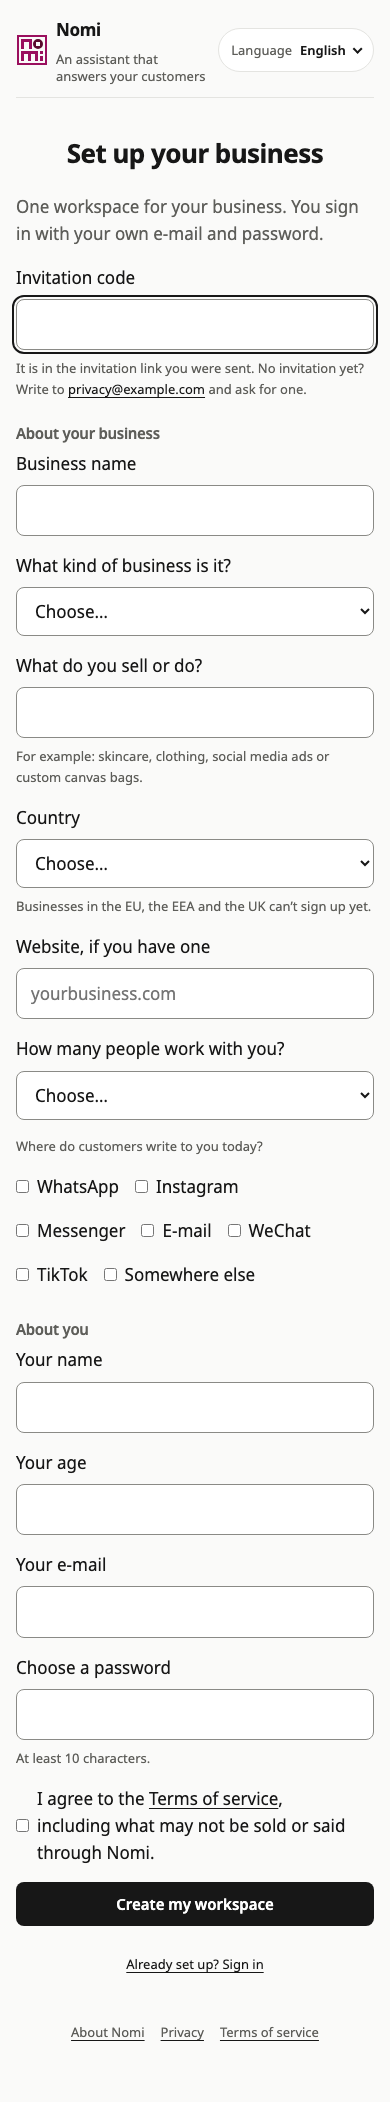 Nomi
An assistant that
answers your customers
Language English
Set up your business
One workspace for your business. You sign
in with your own e-mail and password.
Invitation code
It is in the invitation link you were sent. No invitation yet?
Write to privacy@example.com and ask for one.
About your business
Business name
What kind of business is it?
Choose...
What do you sell or do?
For example: skincare, clothing, social media ads or
custom canvas bags.
Country
Choose...
Businesses in the EU, the EEA and the UK can’t sign up yet.
Website, if you have one
yourbusiness.com
How many people work with you?
Choose...
Where do customers write to you today?
WhatsApp Instagram
Messenger E-mail WeChat
TikTok Somewhere else
About you
Your name
Your age
Your e-mail
Choose a password
At least 10 characters.
I agree to the Terms of service,
including what may not be sold or said
through Nomi.
Create my workspace
Already set up? Sign in
About Nomi Privacy Terms of service